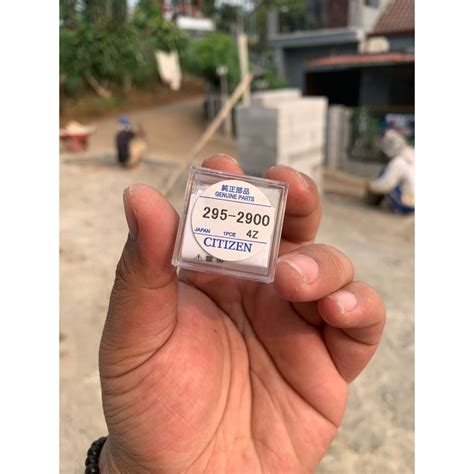 純正部品
GENUINE PARTS
295-2900
JAPAN 1PCE 4Z
CITIZEN